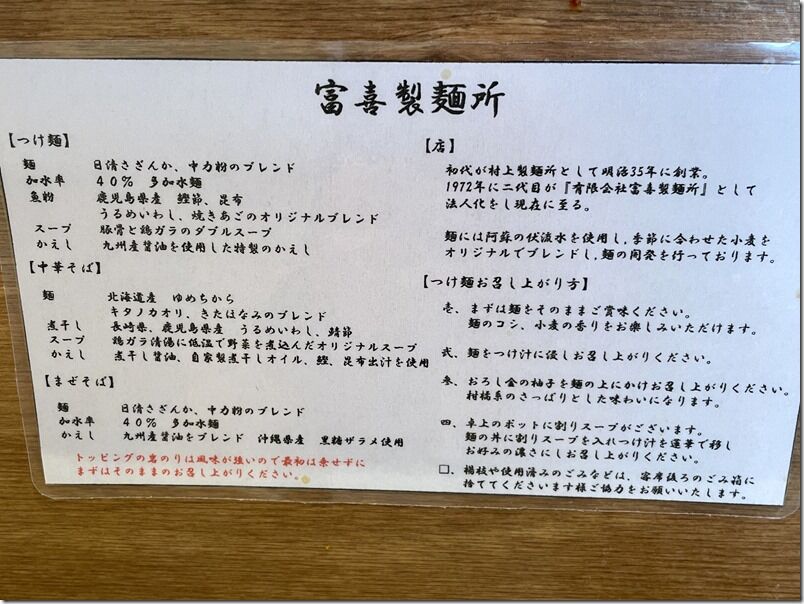 富喜製麺所
【つけ麺】
麺 日清さざんか、中力粉のブレンド
加水率 40% 多加水麺
魚粉 鹿児島県産 鰹節、昆布
うるめいわし、焼きあごのオリジナルブレンド
スープ 豚骨と鶏ガラのダブルスープ
かえし 九州産醤油を使用した特製のかえし
【中華そば】
麺 北海道産 ゆめちから
キタノカオリ、きたほなみのブレンド
煮干し 長崎県、鹿児島県産 うるめいわし、鯖節
スープ 鶏ガラ清湯に低温で野菜を煮込んだオリジナルスープ
かえし 煮干し醤油、自家製煮干しオイル、鰹、昆布出汁を使用
【まぜそば】
麺 日清さざんか、中力粉のブレンド
加水率 40% 多加水麺
かえし 九州産醤油をブレンド 沖縄県産 黒糖ザラメ使用
トッピングの岩のりは風味が強いので最初は乗せずに
まずはそのままのお召し上がりください。
【店】
初代が村上製麺所として明治35年に創業。
1972年に二代目が『有限会社富喜製麺所』として
法人化をし現在に至る。
麺には阿蘇の伏流水を使用し,季節に合わせた小麦を
オリジナルでブレンドし,麺の開発を行っております。
【つけ麺お召し上がり方】
壱、まずは麺をそのままご賞味ください。
麺のコシ、小麦の香りをお楽しみいただけます。
弐、麺をつけ汁に浸しお召し上がりください。
参、おろし金の柚子を麺の上にかけお召し上がりください。
柑橘系のさっぱりとした味わいになります。
四、卓上のポットに割りスープがございます。
麺の丼に割りスープを入れつけ汁を蓮華で移し
お好みの濃さにしお召し上がりください。
□、楊枝や使用済みのごみなどは、客席後ろのごみ箱に
捨ててくださいます様ご協力をお願いいたします。